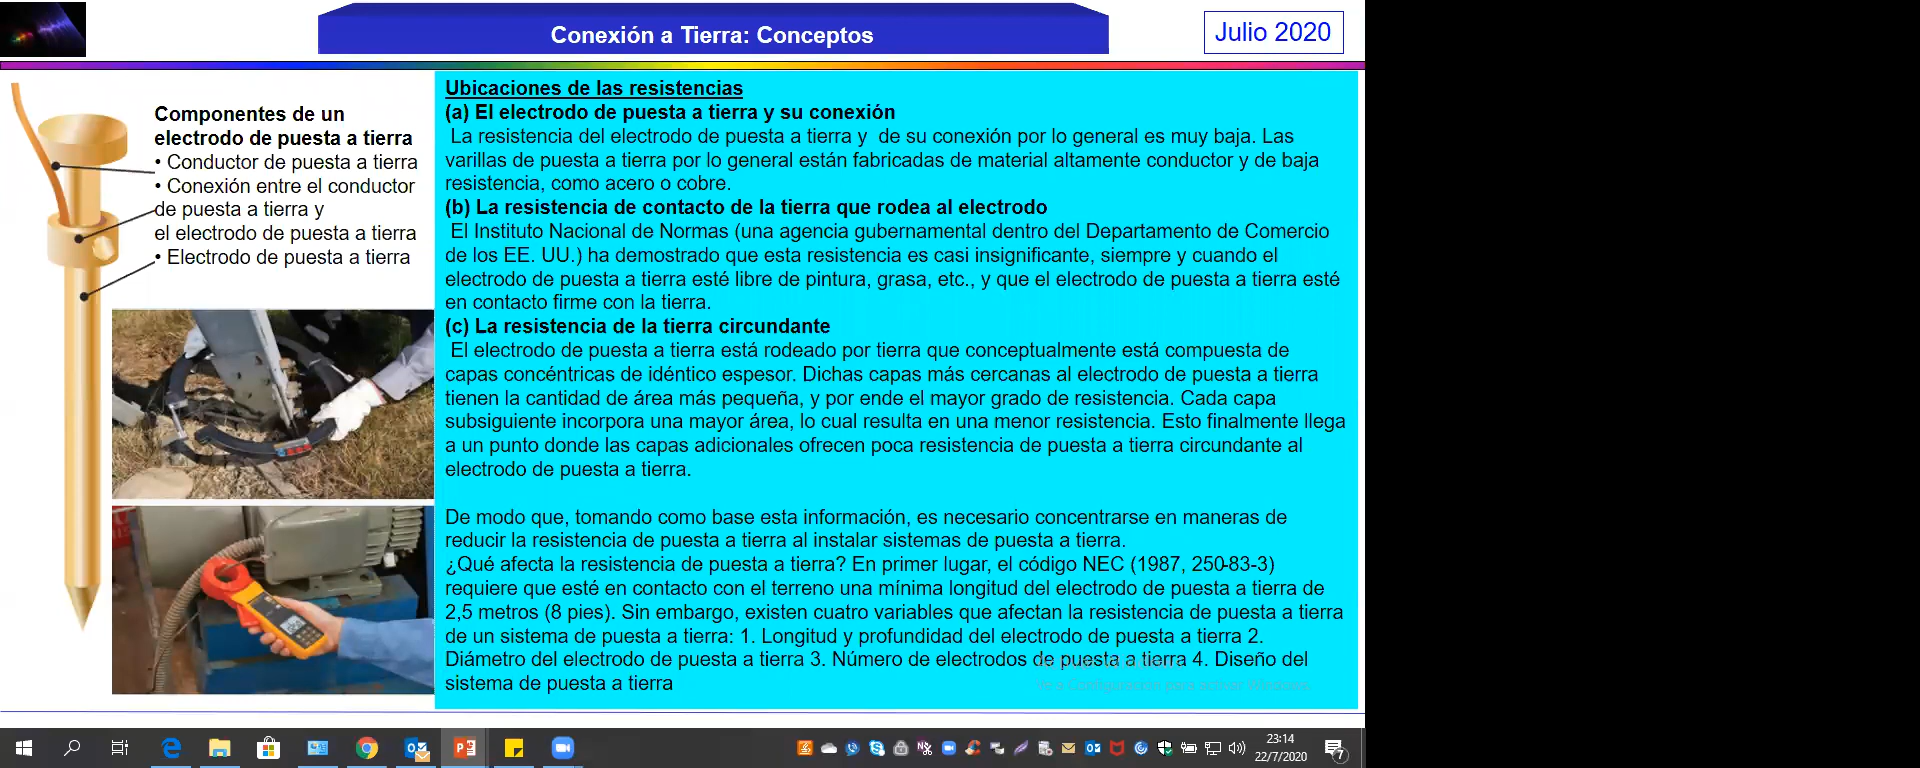 Conexión a Tierra: Conceptos
Julio 2020
Componentes de un
electrodo de puesta a tierra
• Conductor de puesta a tierra
• Conexión entre el conductor
de puesta a tierra y
el electrodo de puesta a tierra
• Electrodo de puesta a tierra
Ubicaciones de las resistencias
(a) El electrodo de puesta a tierra y su conexión
La resistencia del electrodo de puesta a tierra y de su conexión por lo general es muy baja. Las
varillas de puesta a tierra por lo general están fabricadas de material altamente conductor y de baja
resistencia, como acero o cobre.
(b) La resistencia de contacto de la tierra que rodea al electrodo
El Instituto Nacional de Normas (una agencia gubernamental dentro del Departamento de Comercio
de los EE. UU.) ha demostrado que esta resistencia es casi insignificante, siempre y cuando el
electrodo de puesta a tierra esté libre de pintura, grasa, etc., y que el electrodo de puesta a tierra esté
en contacto firme con la tierra.
(c) La resistencia de la tierra circundante
El electrodo de puesta a tierra está rodeado por tierra que conceptualmente está compuesta de
capas concéntricas de idéntico espesor. Dichas capas más cercanas al electrodo de puesta a tierra
tienen la cantidad de área más pequeña, y por ende el mayor grado de resistencia. Cada capa
subsiguiente incorpora una mayor área, lo cual resulta en una menor resistencia. Esto finalmente llega
a un punto donde las capas adicionales ofrecen poca resistencia de puesta a tierra circundante al
electrodo de puesta a tierra.
De modo que, tomando como base esta información, es necesario concentrarse en maneras de
reducir la resistencia de puesta a tierra al instalar sistemas de puesta a tierra.
¿Qué afecta la resistencia de puesta a tierra? En primer lugar, el código NEC (1987, 250-83-3)
requiere que esté en contacto con el terreno una mínima longitud del electrodo de puesta a tierra de
2,5 metros (8 pies). Sin embargo, existen cuatro variables que afectan la resistencia de puesta a tierra
de un sistema de puesta a tierra: 1. Longitud y profundidad del electrodo de puesta a tierra 2.
Diámetro del electrodo de puesta a tierra 3. Número de electrodos de puesta a tierra 4. Diseño del
sistema de puesta a tierra
23:14
22/7/2020
7